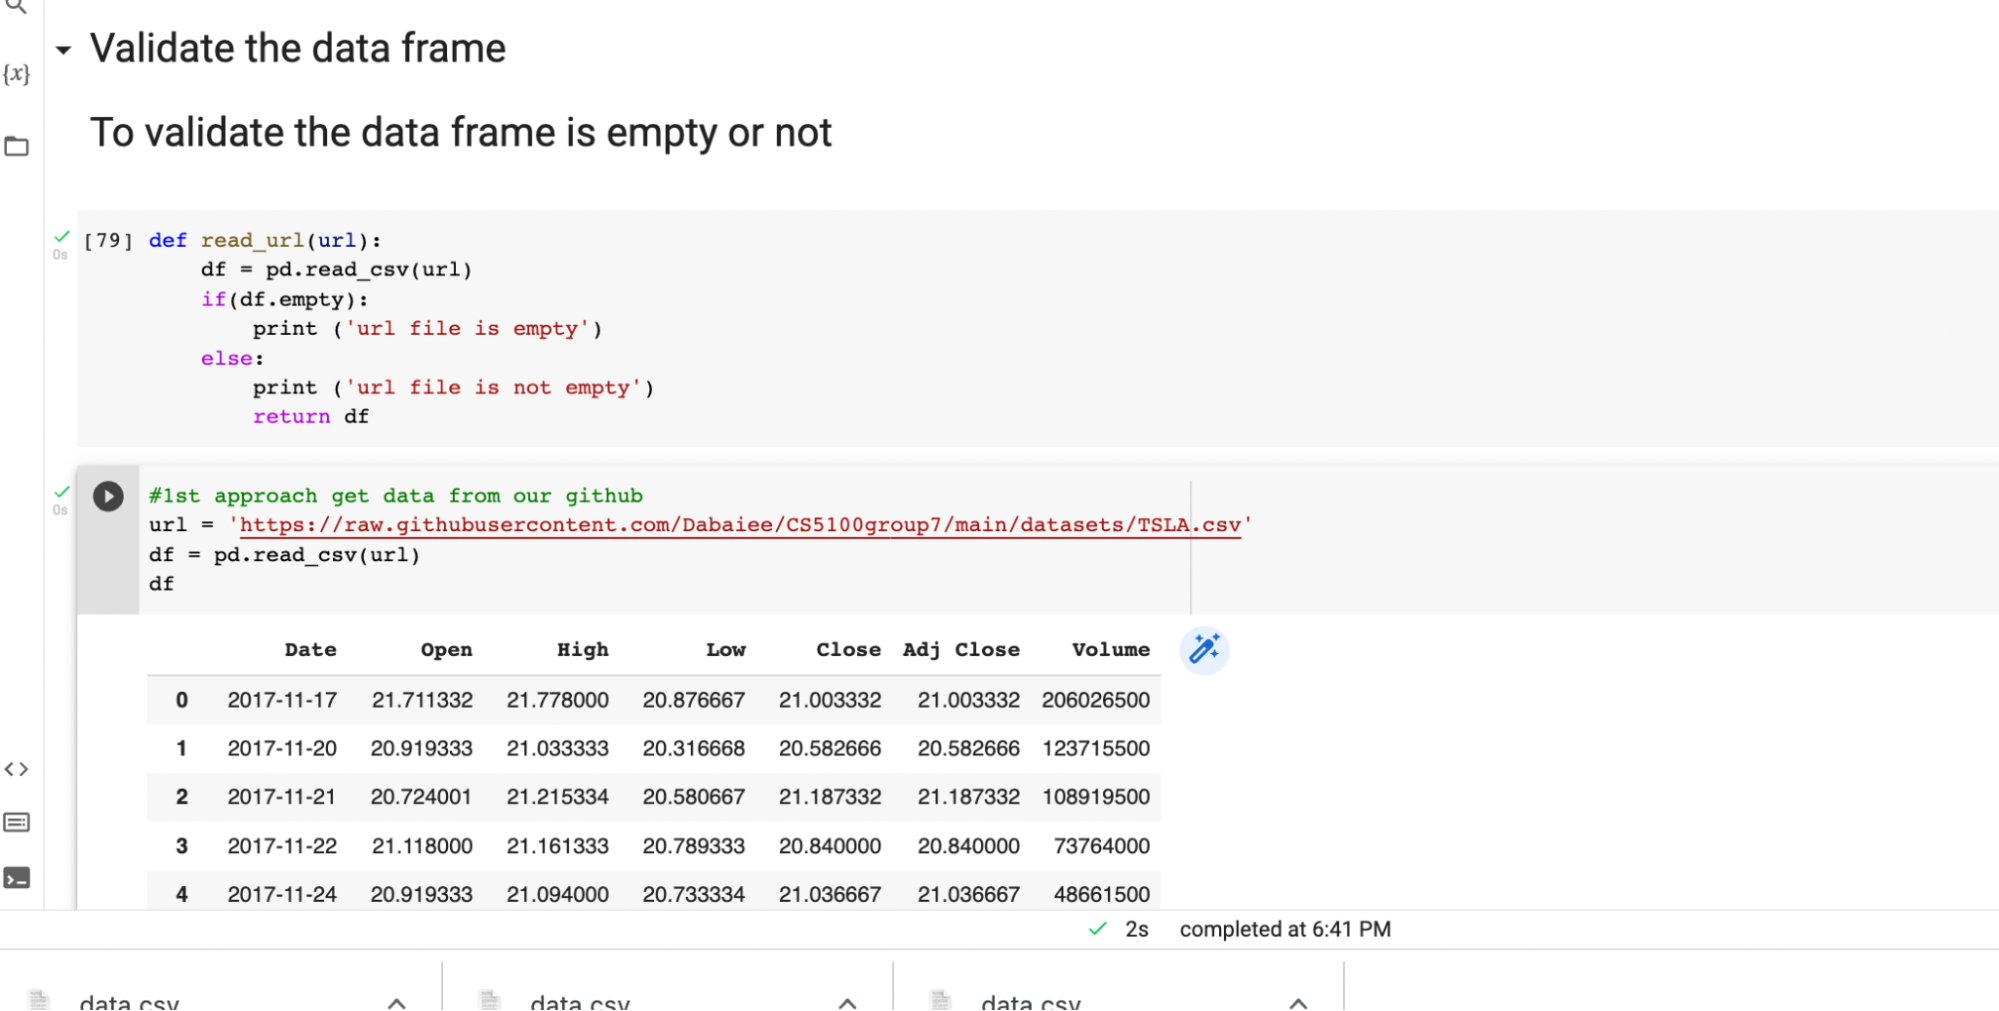 Validate the data frame
{x}
To validate the data frame is empty or not
[79] def read_url(url):
0s
df = pd.read_csv(url)
if(df.empty):
print ('url file is empty')
else:
print ('url file is not empty')
return df
#1st approach get data from our github
0s
url = 'https://raw.githubusercontent.com/Dabaiee/CS5100group7/main/datasets/TSLA.csv'
df = pd.read_csv(url)
df
Date Open High Low Close Adj Close Volume
0 2017-11-17 21.711332 21.778000 20.876667 21.003332 21.003332 206026500
1 2017-11-20 20.919333 21.033333 20.316668 20.582666 20.582666 123715500
2 2017-11-21 20.724001 21.215334 20.580667 21.187332 21.187332 108919500
3 2017-11-22 21.118000 21.161333 20.789333 20.840000 20.840000 73764000
4 2017-11-24 20.919333 21.094000 20.733334 21.036667 21.036667 48661500
2s completed at 6:41 PM
data.csv data.csv data.csv